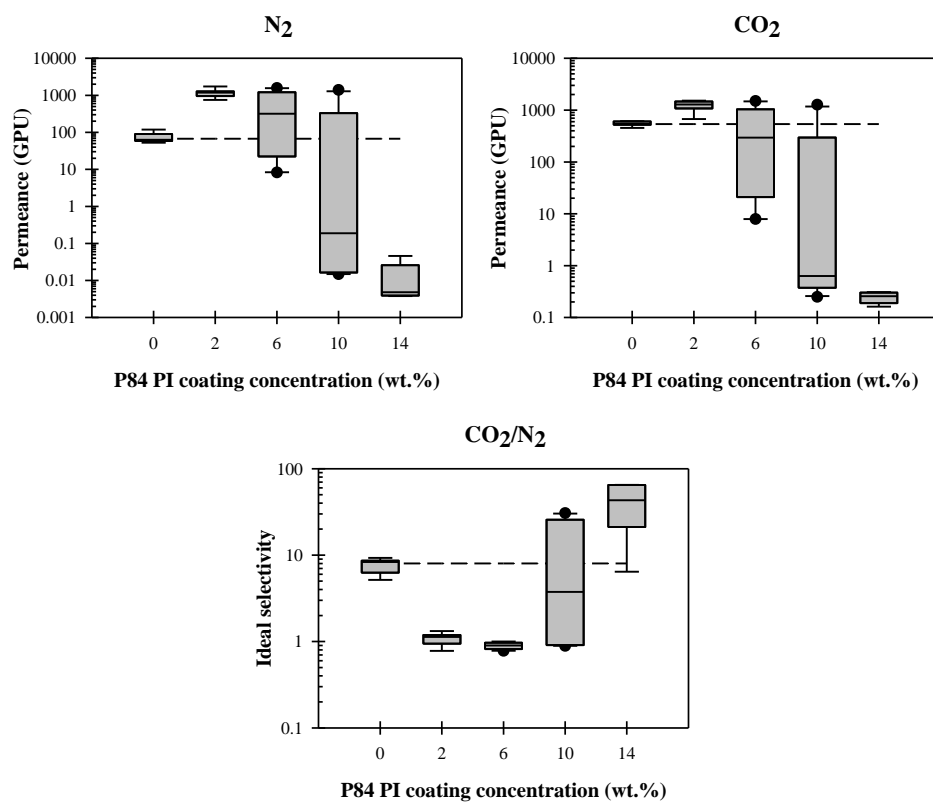 N2
10000
1000
100
10
1
0.1
0.01
0.001
Permeance (GPU)
0 2 6 10 14
P84 PI coating concentration (wt.%)
CO2
10000
1000
100
10
1
0.1
Permeance (GPU)
0 2 6 10 14
P84 PI coating concentration (wt.%)
CO2/N2
100
10
1
0.1
Ideal selectivity
0 2 6 10 14
P84 PI coating concentration (wt.%)